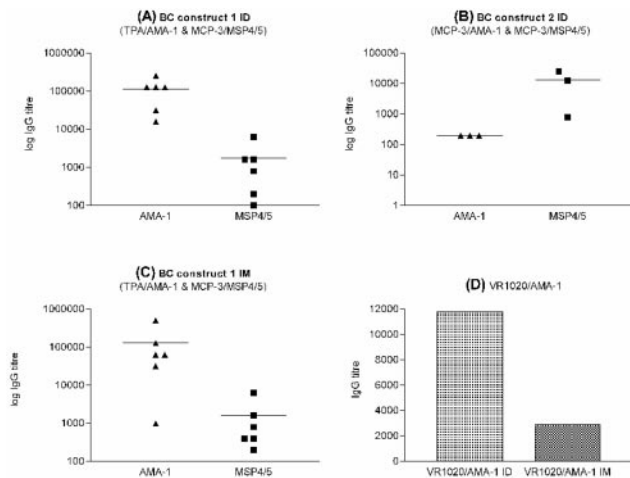 (A) BC construct 1 ID
(TPA/AMA-1 & MCP-3/MSP4/5)
log IgG titre
1000000
100000
10000
1000
100
AMA-1 MSP4/5
(B) BC construct 2 ID
(MCP-3/AMA-1 & MCP-3/MSP4/5)
log IgG titre
100000
10000
1000
100
10
1
AMA-1 MSP4/5
(C) BC construct 1 IM
(TPA/AMA-1 & MCP-3/MSP4/5)
log IgG titre
1000000
100000
10000
1000
100
AMA-1 MSP4/5
(D) VR1020/AMA-1
IgG titre
12000
10000
8000
6000
4000
2000
0
VR1020/AMA-1 ID VR1020/AMA-1 IM